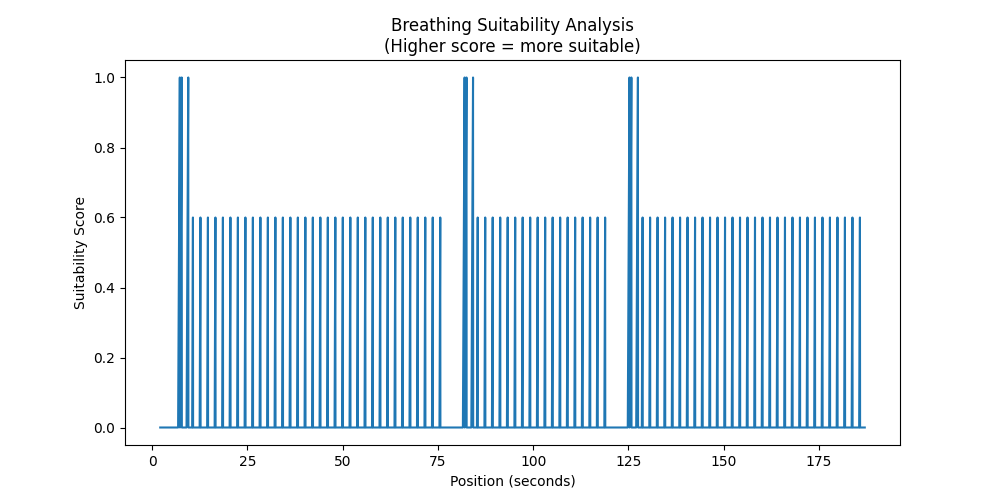 Breathing Suitability Analysis
(Higher score = more suitable)
1.0
0.8
0.6
0.4
0.2
0.0
Suitability Score
0 25 50 75 100 125 150 175
Position (seconds)